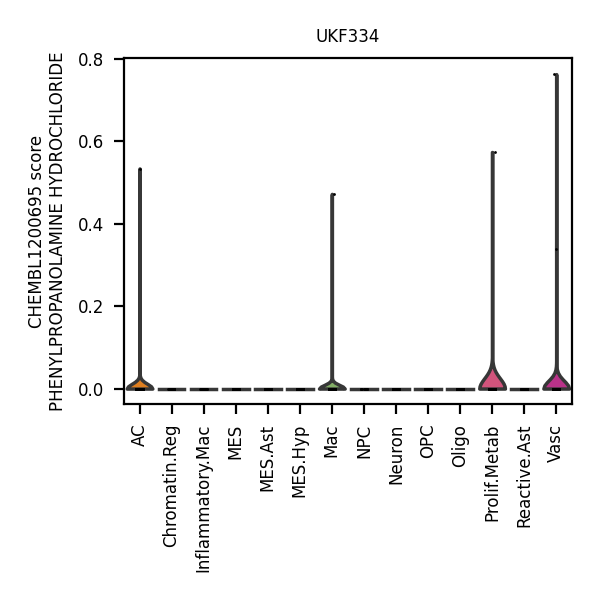 UKF334
CHEMBL1200695 score
PHENYLPROPANOLAMINE HYDROCHLORIDE
0.8
0.6
0.4
0.2
0.0
AC
Chromatin.Reg
Inflammatory.Mac
MES
MES.Ast
MES.Hyp
Mac
NPC
Neuron
OPC
Oligo
Prolif.Metab
Reactive.Ast
Vasc